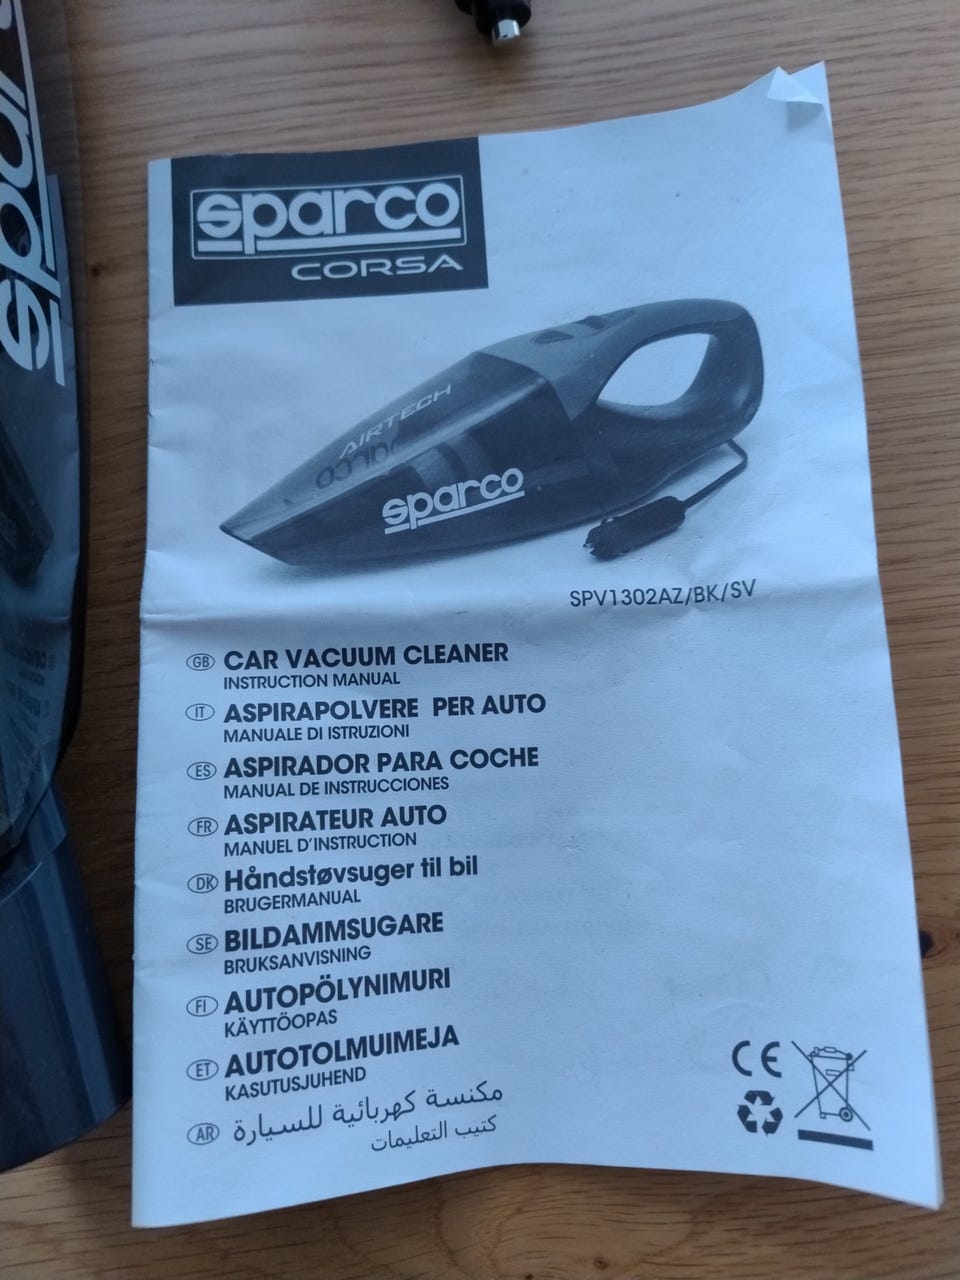 sparco
sparco
CORSA
AIRTECH
sparco
sparco
SPV1302AZ/BK/SV
GB CAR VACUUM CLEANER
INSTRUCTION MANUAL
IT ASPIRAPOLVERE PER AUTO
MANUALE DI ISTRUZIONI
ES ASPIRADOR PARA COCHE
MANUAL DE INSTRUCCIONES
FR ASPIRATEUR AUTO
MANUEL D'INSTRUCTION
DK Håndstøvsuger til bil
BRUGERMANUAL
SE BILDAMMSUGARE
BRUKSANVISNING
FI AUTOPÖLYNIMURI
KÄYTTÖOPAS
ET AUTOTOLMUIMEJA
KASUTUSJUHEND
AR مكنسة كهربائية للسيارة
كتيب التعليمات
CE